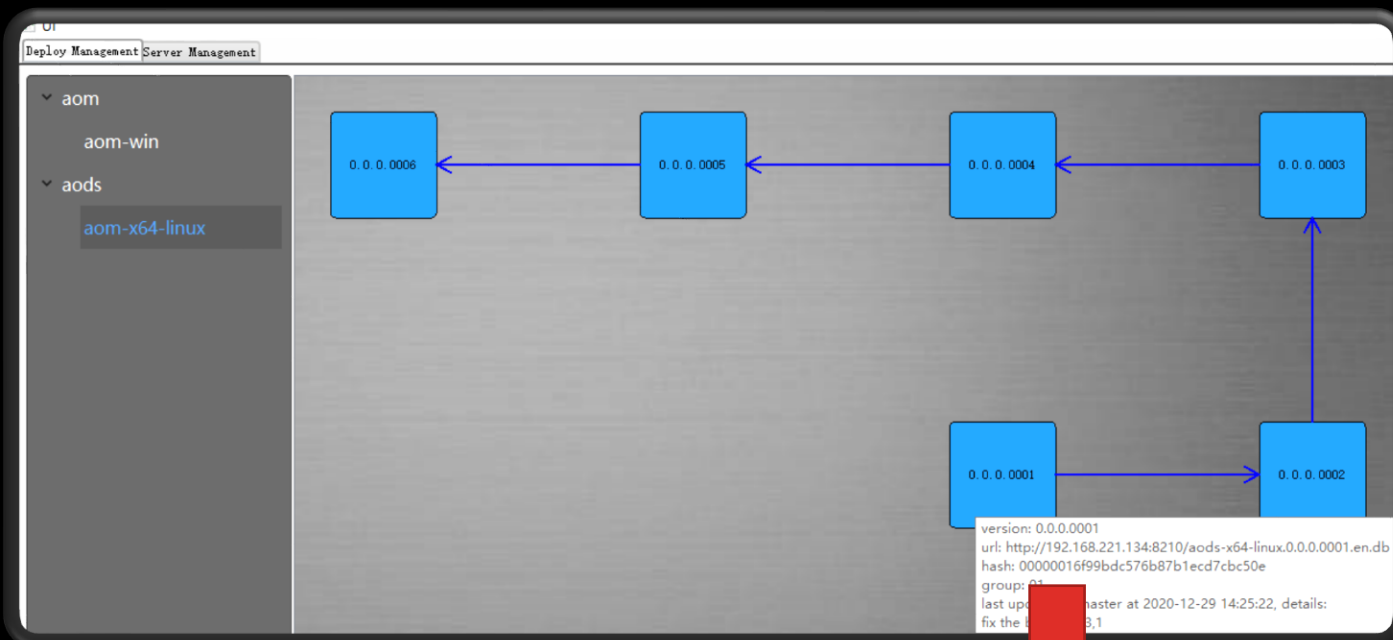 UI
Deploy Management Server Management
aom
aom-win
aods
aom-x64-linux
0.0.0.0006
0.0.0.0005
0.0.0.0004
0.0.0.0003
0.0.0.0001
0.0.0.0002
version: 0.0.0.0001
url: http://192.168.221.134:8210/aods-x64-linux.0.0.0.0001.en.db
hash: 00000016f99bdc576b87b1ecd7cbc50e
group: 01
last at 2020-12-29 14:25:22, details:
fix the 3,1